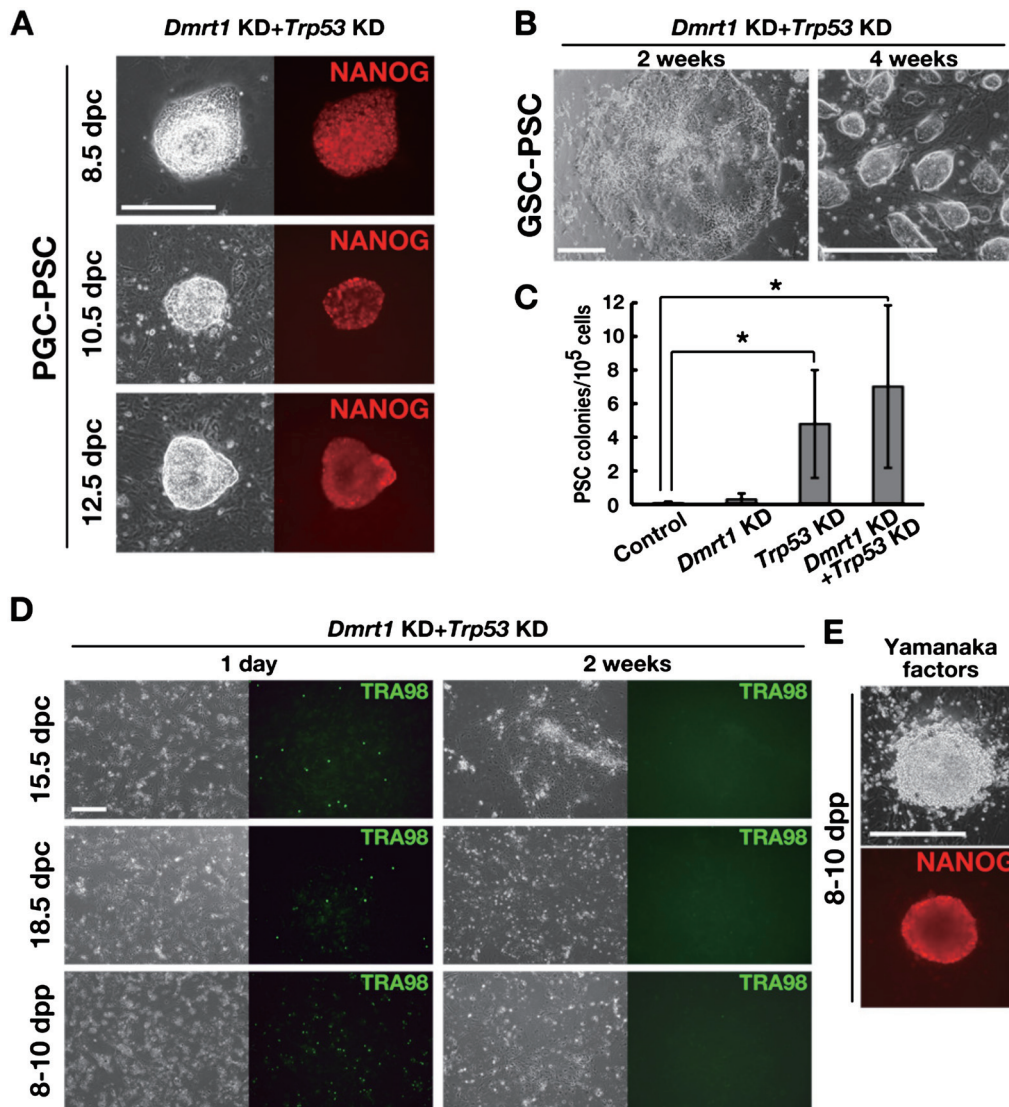 A
Dmrt1 KD+Trp53 KD
PGC-PSC
8.5 dpc
NANOG
10.5 dpc
NANOG
12.5 dpc
NANOG
B
Dmrt1 KD+Trp53 KD
2 weeks
4 weeks
GSC-PSC
C
PSC colonies/10⁵ cells
12
10
8
6
4
2
0
*
*
Control
Dmrt1 KD
Trp53 KD
Dmrt1 KD
+Trp53 KD
D
Dmrt1 KD+Trp53 KD
1 day
2 weeks
15.5 dpc
TRA98
TRA98
18.5 dpc
TRA98
TRA98
8-10 dpp
TRA98
TRA98
E
Yamanaka
factors
8-10 dpp
NANOG